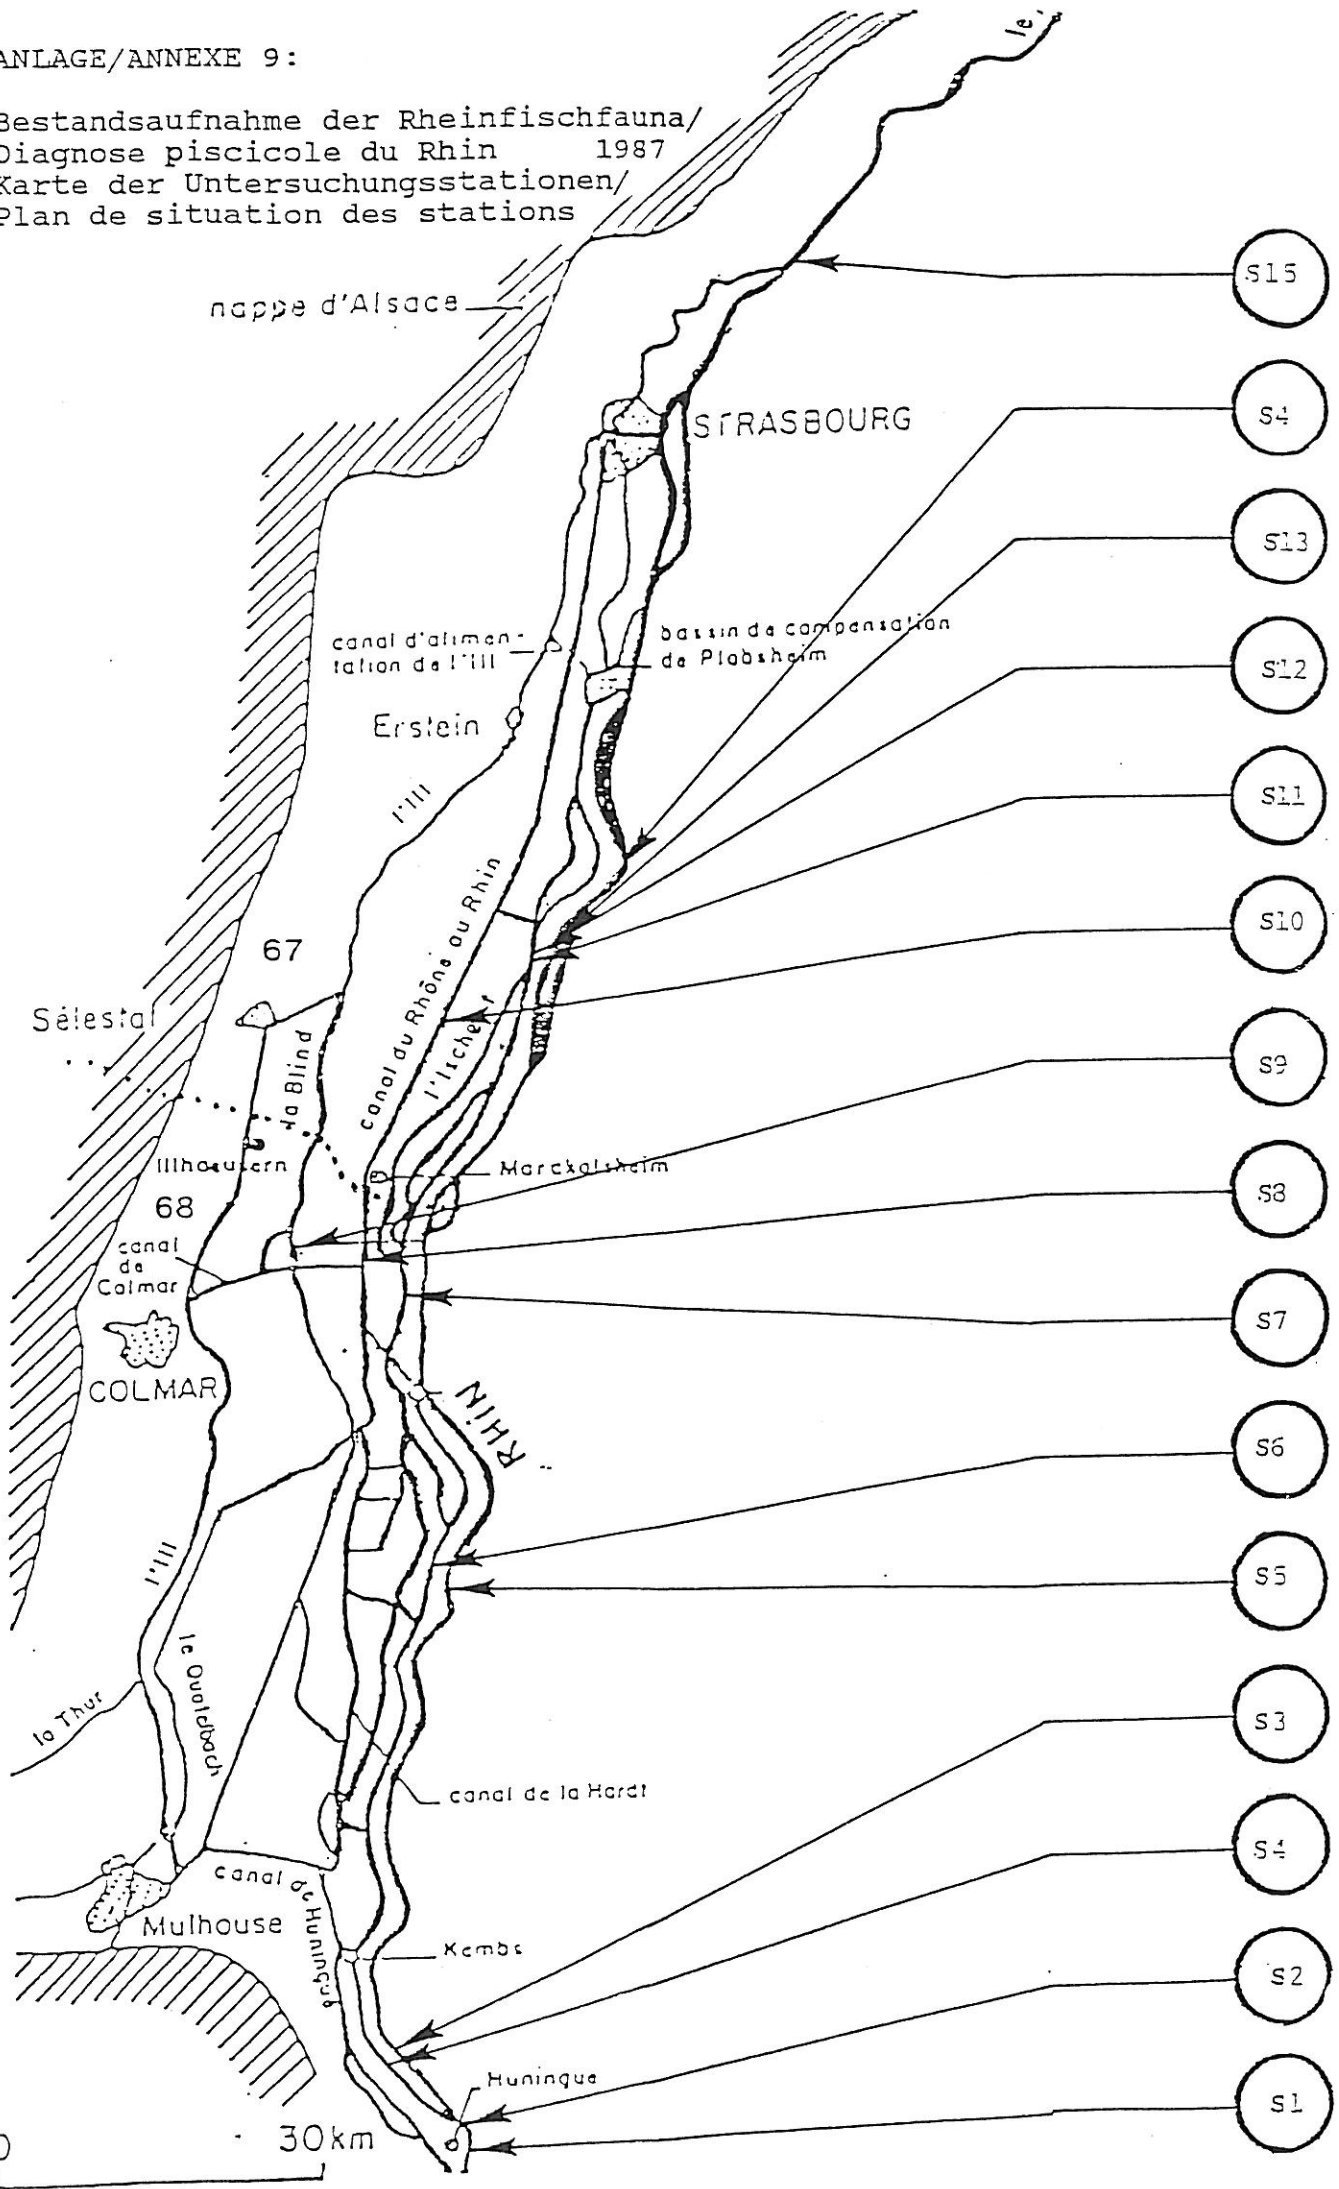 ANLAGE/ANNEXE 9:
Bestandsaufnahme der Rheinfischfauna/
Diagnose piscicole du Rhin 1987
Karte der Untersuchungsstationen/
Plan de situation des stations
le
nappe d'Alsace
S15
STRASBOURG
S4
S13
canal d'alimen-
tation de l'Ill
bassin de compensation
de Plobsheim
S12
Erstein
l'Ill
S11
canal du Rhône au Rhin
67
S10
Sélestat
la Blind
l'Ischert
S9
Illhaeusern
Marckolsheim
68
S8
canal
de
Colmar
S7
COLMAR
RHIN
S6
l'Ill
S5
le Quatelbach
la Thur
S3
canal de la Hardt
S4
canal de Huningue
Mulhouse
Kembs
S2
Huningue
S1
0 30km